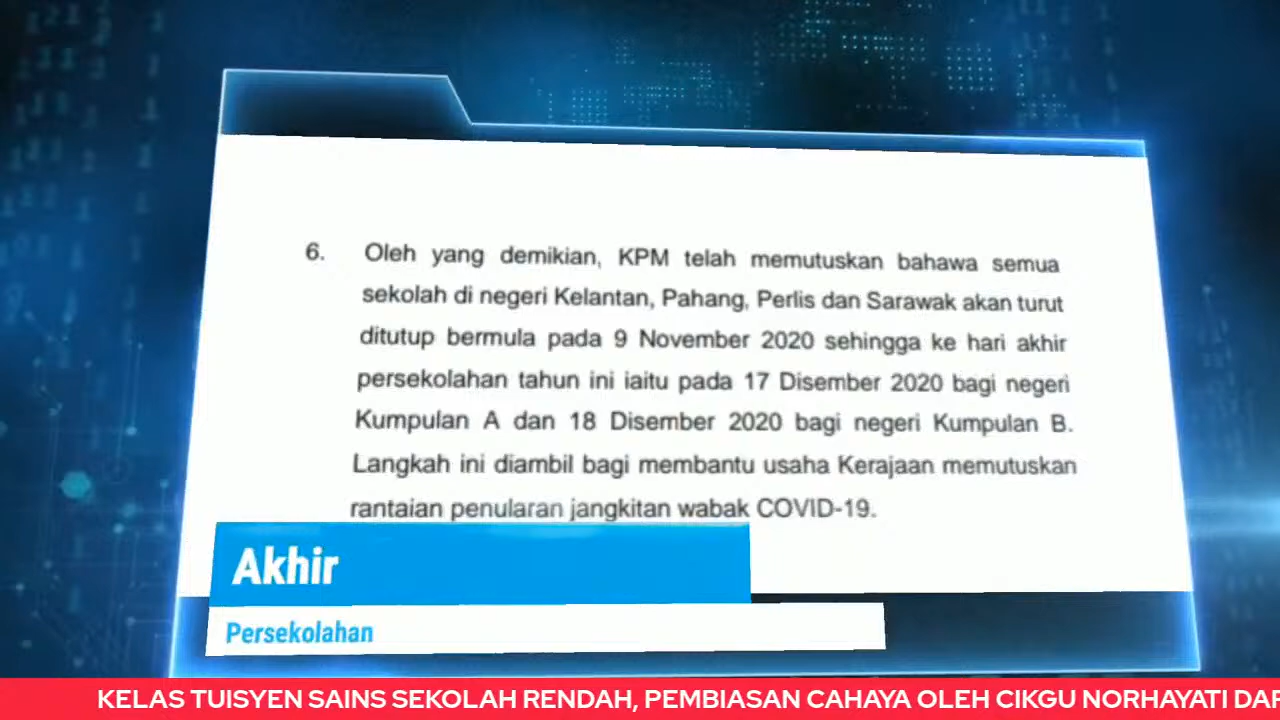 6. Oleh yang demikian, KPM telah memutuskan bahawa semua
sekolah di negeri Kelantan, Pahang, Perlis dan Sarawak akan turut
ditutup bermula pada 9 November 2020 sehingga ke hari akhir
persekolahan tahun ini iaitu pada 17 Disember 2020 bagi negeri
Kumpulan A dan 18 Disember 2020 bagi negeri Kumpulan B.
Langkah ini diambil bagi membantu usaha Kerajaan memutuskan
rantaian penularan jangkitan wabak COVID-19.
Akhir
Persekolahan
KELAS TUISYEN SAINS SEKOLAH RENDAH, PEMBIASAN CAHAYA OLEH CIKGU NORHAYATI